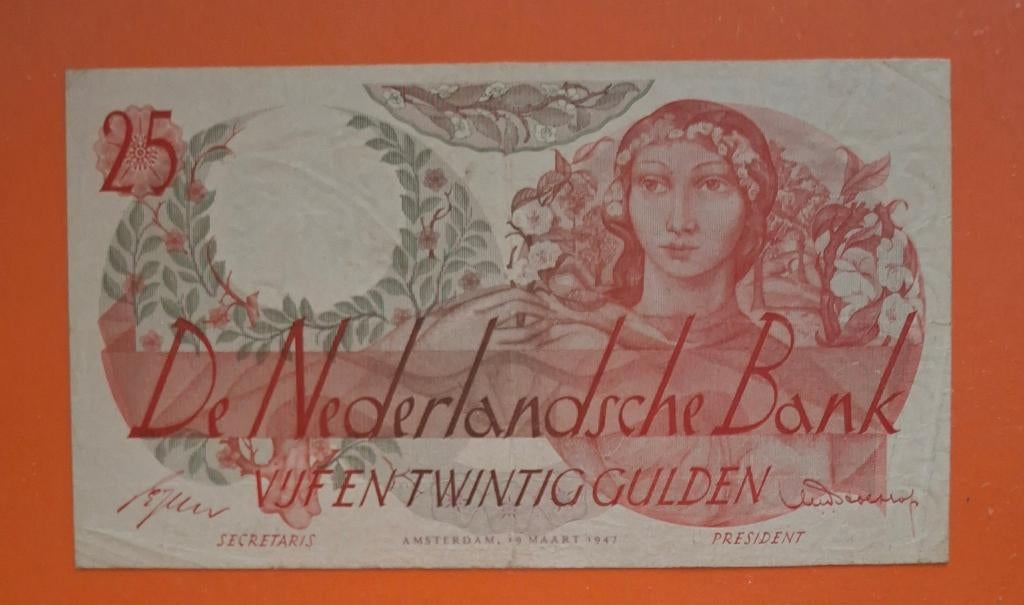 25
De Nederlandsche Bank
VIJF EN TWINTIG GULDEN
SECRETARIS
AMSTERDAM, 19 MAART 1947
PRESIDENT